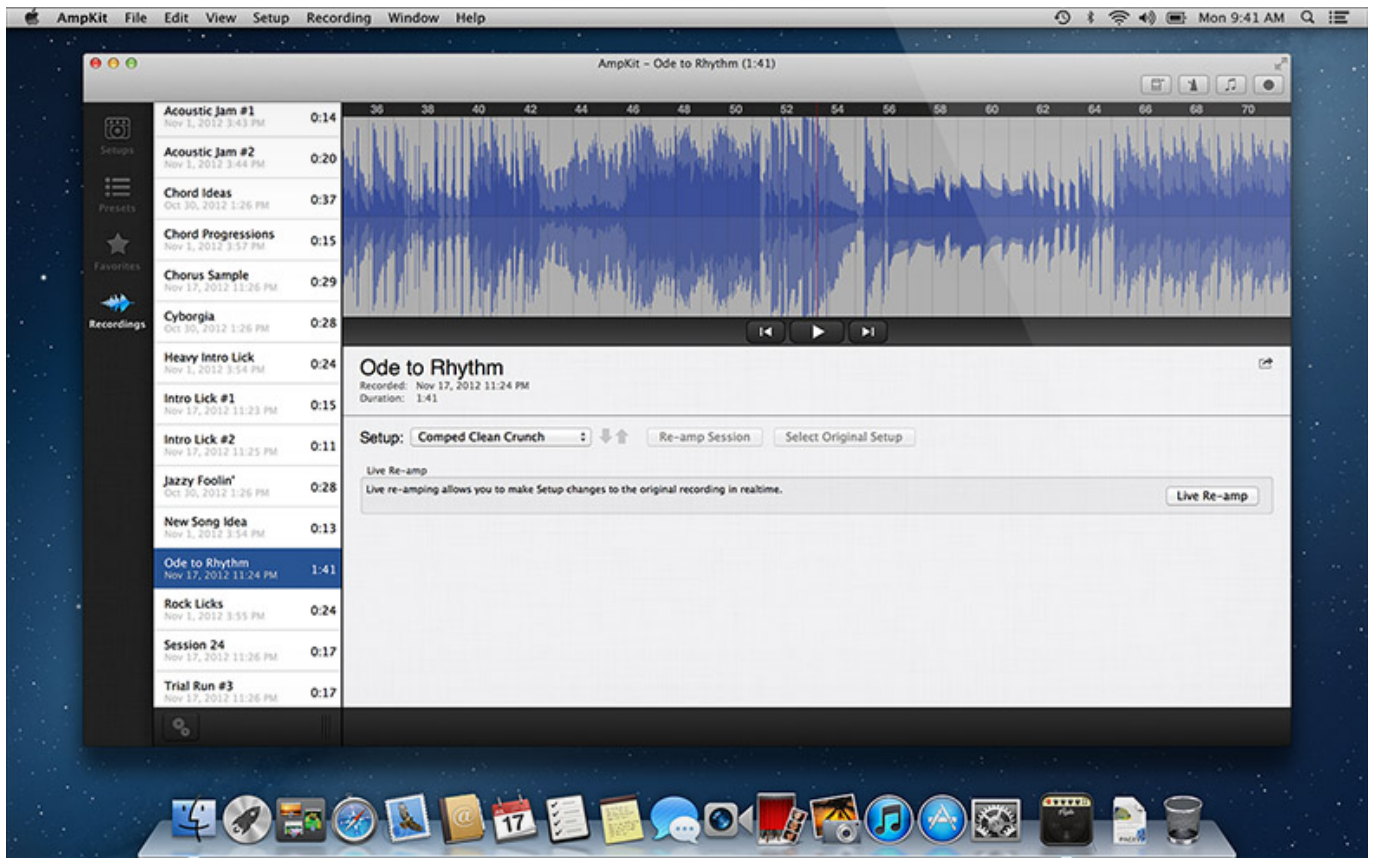 AmpKit File Edit View Setup Recording Window Help Mon 9:41 AM
AmpKit – Ode to Rhythm (1:41)
Setups
Presets
Favorites
Recordings
Acoustic Jam #1 0:14
Nov 1, 2012 3:43 PM
Acoustic Jam #2 0:20
Nov 1, 2012 3:44 PM
Chord Ideas 0:37
Oct 30, 2012 1:26 PM
Chord Progressions 0:15
Nov 1, 2012 3:57 PM
Chorus Sample 0:29
Nov 17, 2012 11:26 PM
Cyborgia 0:28
Oct 30, 2012 1:26 PM
Heavy Intro Lick 0:24
Nov 1, 2012 3:54 PM
Intro Lick #1 0:15
Nov 17, 2012 11:23 PM
Intro Lick #2 0:11
Nov 17, 2012 11:25 PM
Jazzy Foolin' 0:28
Oct 30, 2012 1:26 PM
New Song Idea 0:13
Nov 1, 2012 3:54 PM
Ode to Rhythm 1:41
Nov 17, 2012 11:24 PM
Rock Licks 0:24
Nov 1, 2012 3:55 PM
Session 24 0:17
Nov 17, 2012 11:26 PM
Trial Run #3 0:17
Nov 17, 2012 11:26 PM
36 38 40 42 44 46 48 50 52 54 56 58 60 62 64 66 68 70
Ode to Rhythm
Recorded: Nov 17, 2012 11:24 PM
Duration: 1:41
Setup: Comped Clean Crunch Re-amp Session Select Original Setup
Live Re-amp
Live re-amping allows you to make Setup changes to the original recording in realtime.
Live Re-amp
17